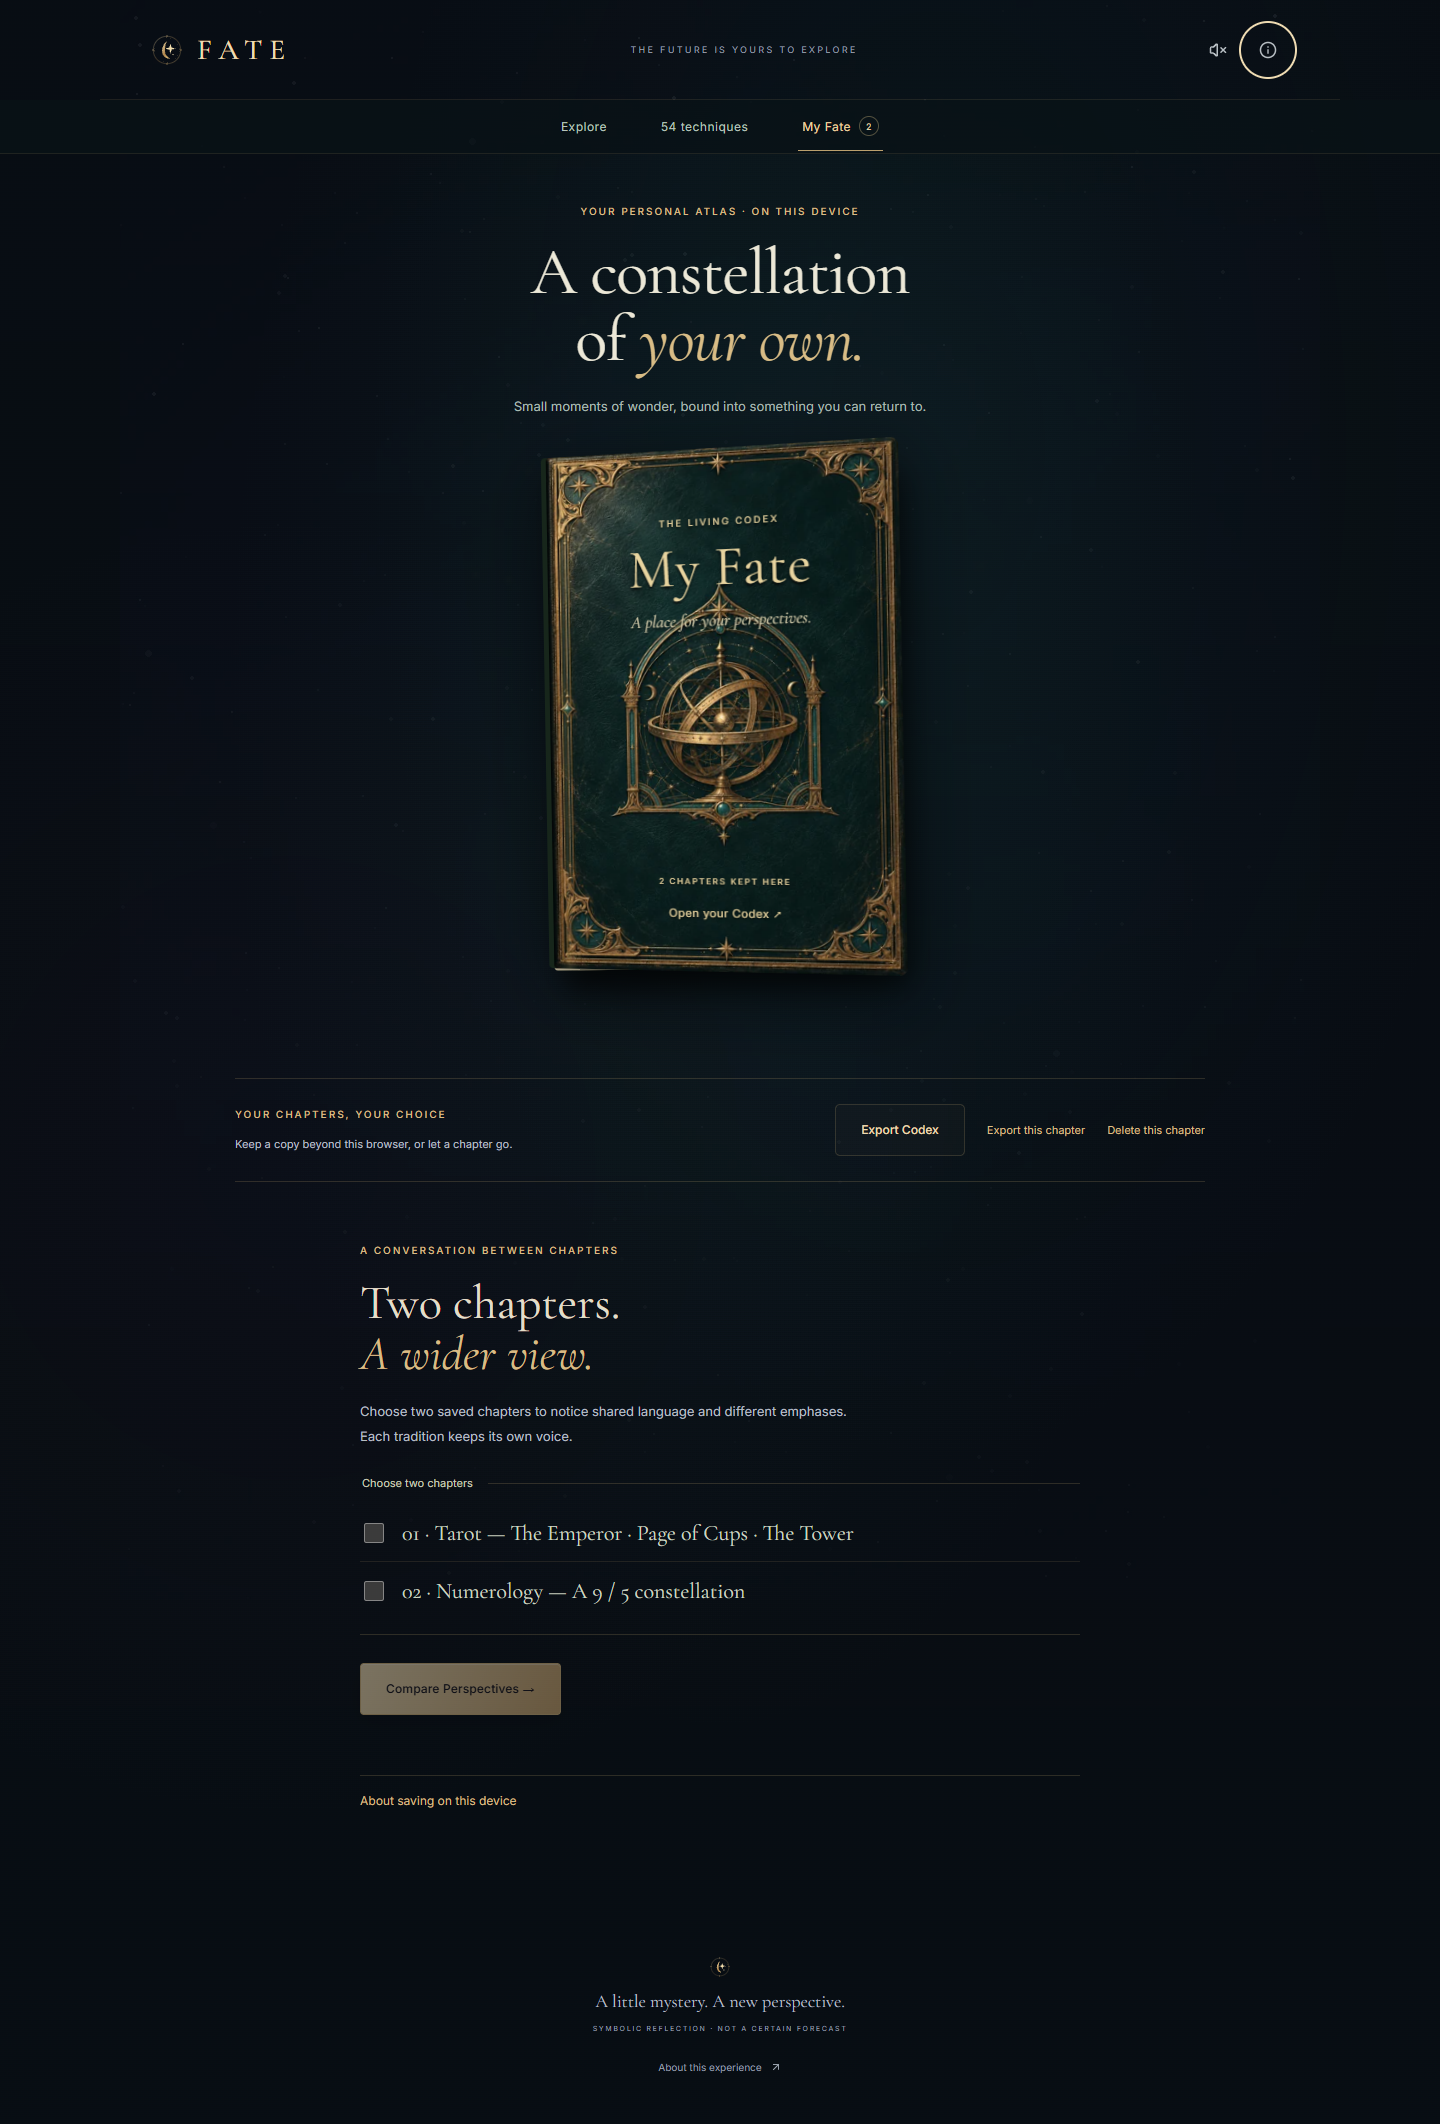 FATE
THE FUTURE IS YOURS TO EXPLORE
Explore
54 techniques
My Fate 2
YOUR PERSONAL ATLAS · ON THIS DEVICE
A constellation
of your own.
Small moments of wonder, bound into something you can return to.
THE LIVING CODEX
My Fate
A place for your perspectives.
2 CHAPTERS KEPT HERE
Open your Codex ↗
YOUR CHAPTERS, YOUR CHOICE
Keep a copy beyond this browser, or let a chapter go.
Export Codex
Export this chapter
Delete this chapter
A CONVERSATION BETWEEN CHAPTERS
Two chapters.
A wider view.
Choose two saved chapters to notice shared language and different emphases.
Each tradition keeps its own voice.
Choose two chapters
01 · Tarot — The Emperor · Page of Cups · The Tower
02 · Numerology — A 9 / 5 constellation
Compare Perspectives →
About saving on this device
A little mystery. A new perspective.
SYMBOLIC REFLECTION · NOT A CERTAIN FORECAST
About this experience ↗